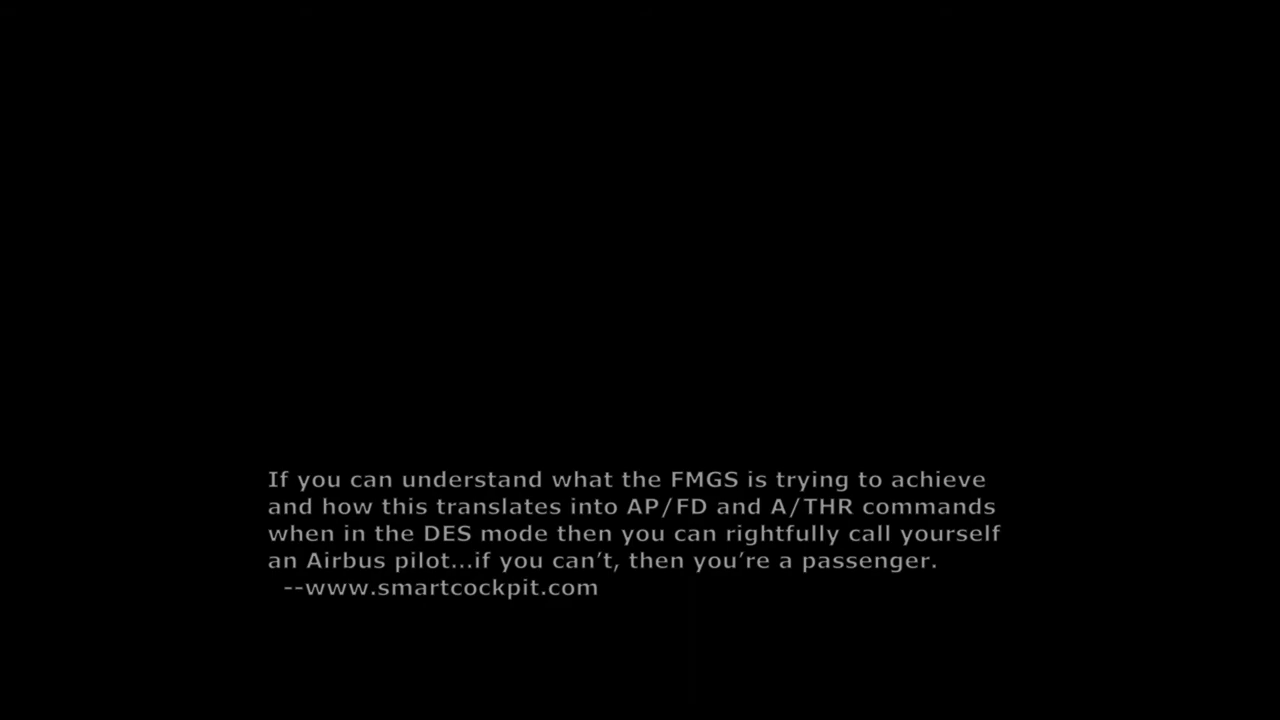 If you can understand what the FMGS is trying to achieve
and how this translates into AP/FD and A/THR commands
when in the DES mode then you can rightfully call yourself
an Airbus pilot...if you can’t, then you’re a passenger.
--www.smartcockpit.com